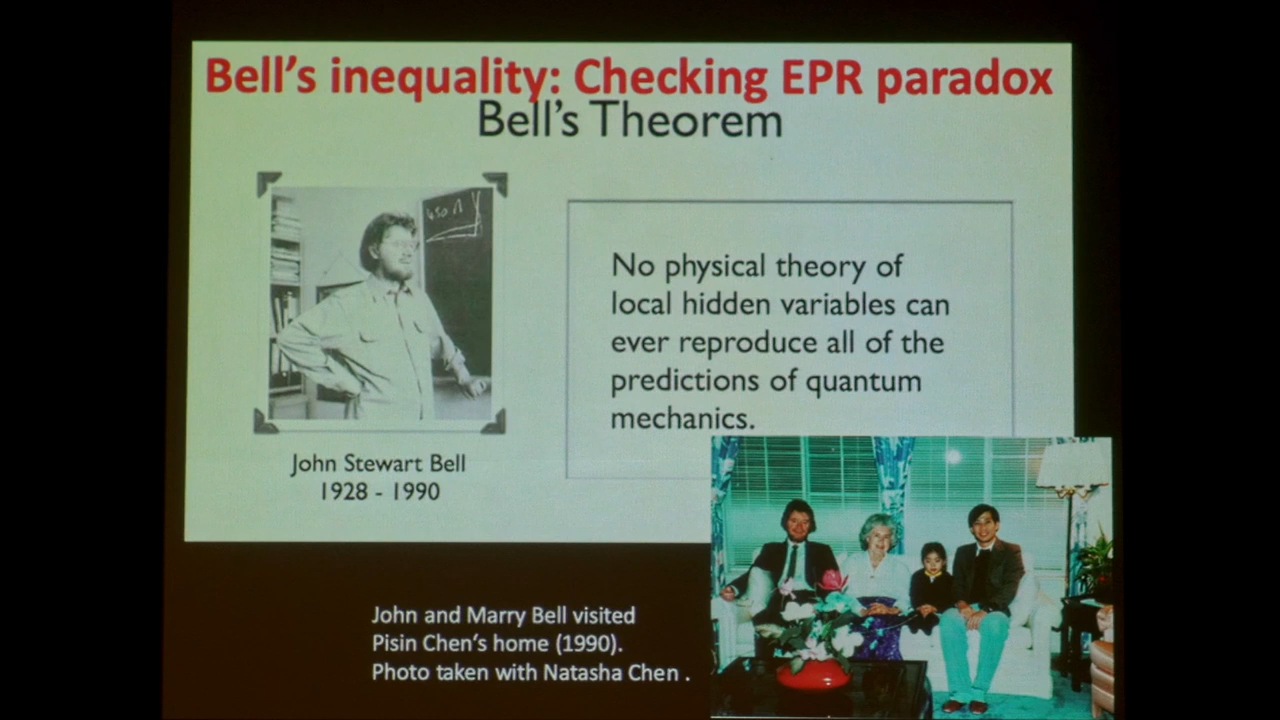 Bell's inequality: Checking EPR paradox
Bell's Theorem
No physical theory of
local hidden variables can
ever reproduce all of the
predictions of quantum
mechanics.
John Stewart Bell
1928 - 1990
John and Marry Bell visited
Pisin Chen's home (1990).
Photo taken with Natasha Chen .